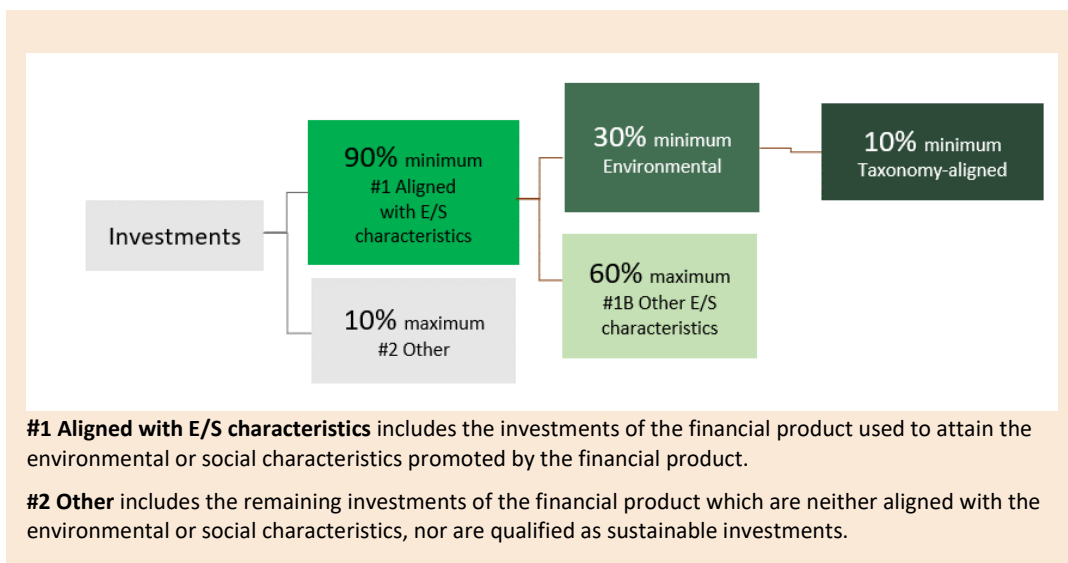 Investments
90% minimum
#1 Aligned
with E/S
characteristics
10% maximum
#2 Other
30% minimum
Environmental
60% maximum
#1B Other E/S
characteristics
10% minimum
Taxonomy-aligned
#1 Aligned with E/S characteristics includes the investments of the financial product used to attain the
environmental or social characteristics promoted by the financial product.
#2 Other includes the remaining investments of the financial product which are neither aligned with the
environmental or social characteristics, nor are qualified as sustainable investments.